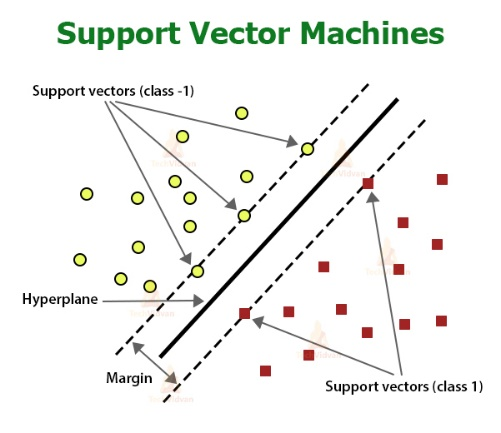 Support Vector Machines
Support vectors (class -1)
Hyperplane
Margin
Support vectors (class 1)